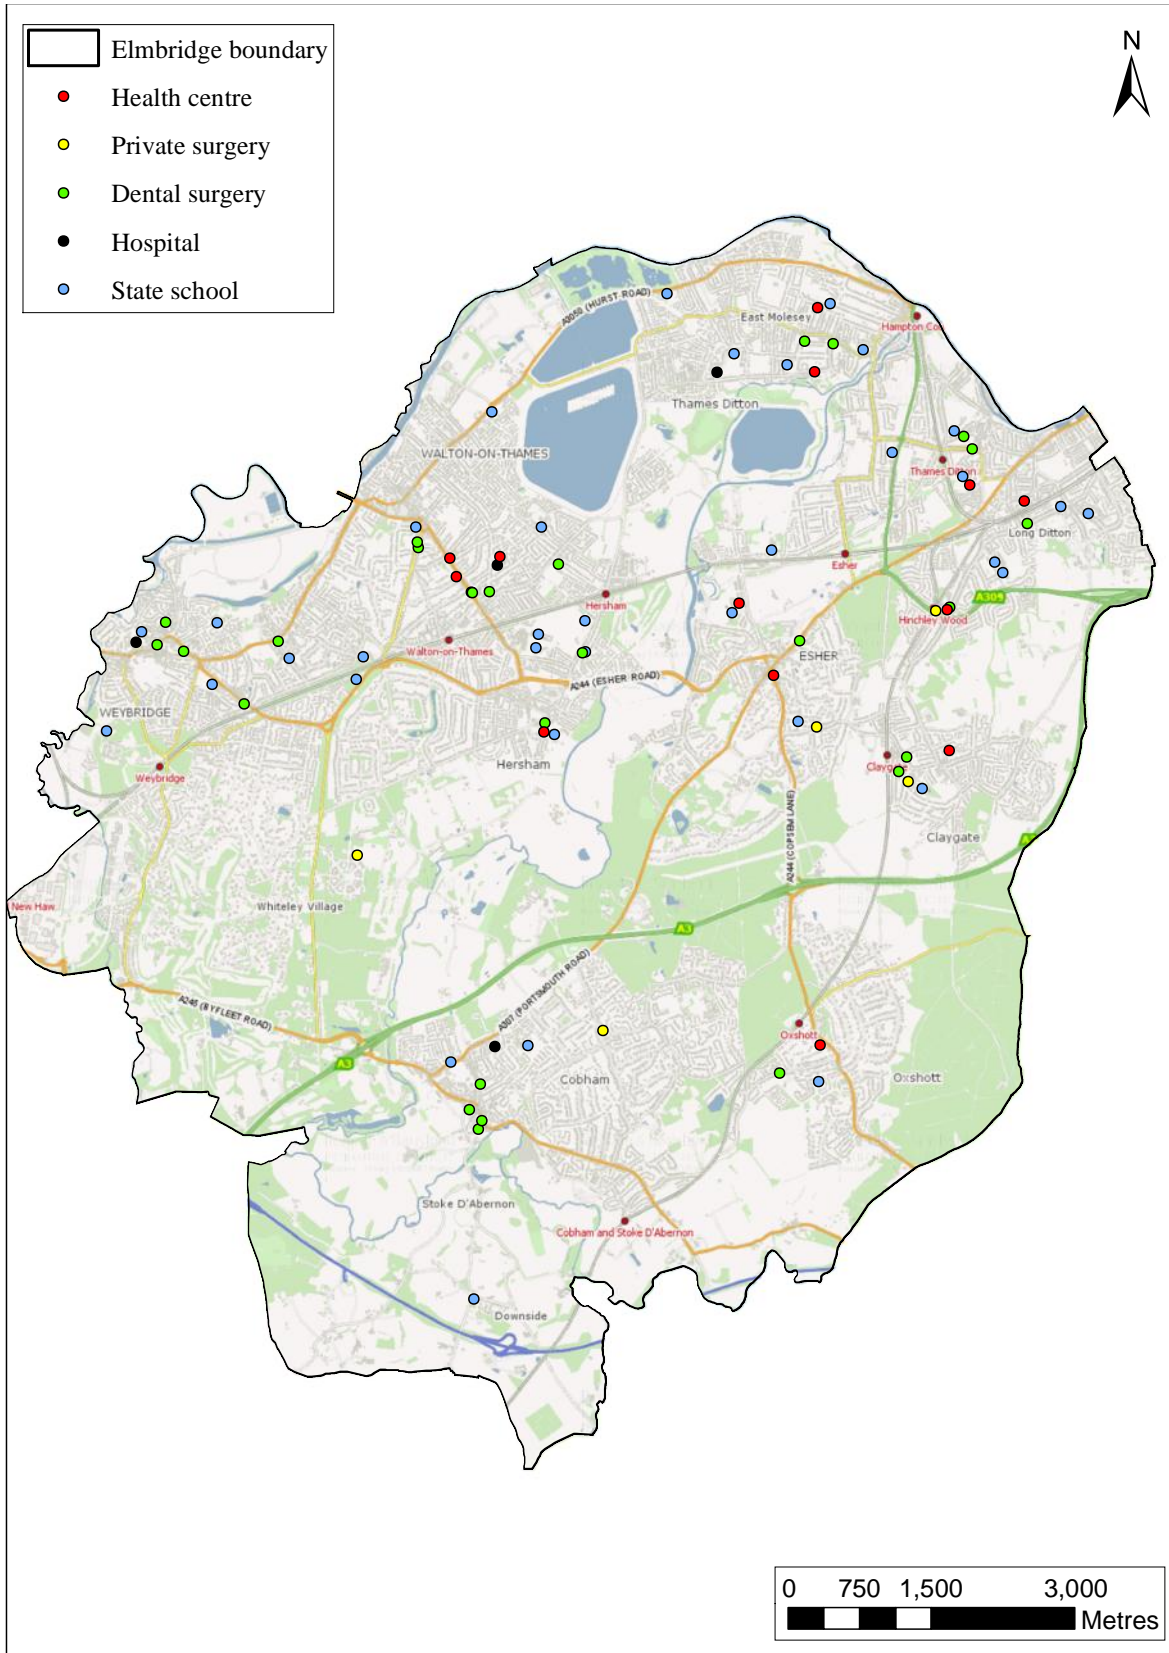 Elmbridge boundary
Health centre
Private surgery
Dental surgery
Hospital
State school
N
A3050 (HURST ROAD)
East Molesey
Thames Ditton
WALTON-ON-THAMES
Thames Ditton
Long Ditton
Esher
Hersham
A309
Hinchley Wood
Walton-on-Thames
ESHER
A244 (ESHER ROAD)
WEYBRIDGE
Hersham
Weybridge
Claygate
A244 (COPSEM LANE)
Claygate
New Haw
Whiteley Village
A3
A307 (PORTSMOUTH ROAD)
A245 (BYFLEET ROAD)
Oxshott
A3
Cobham
Oxshott
Stoke D'Abernon
Cobham and Stoke D'Abernon
Downside
0 750 1,500 3,000
Metres